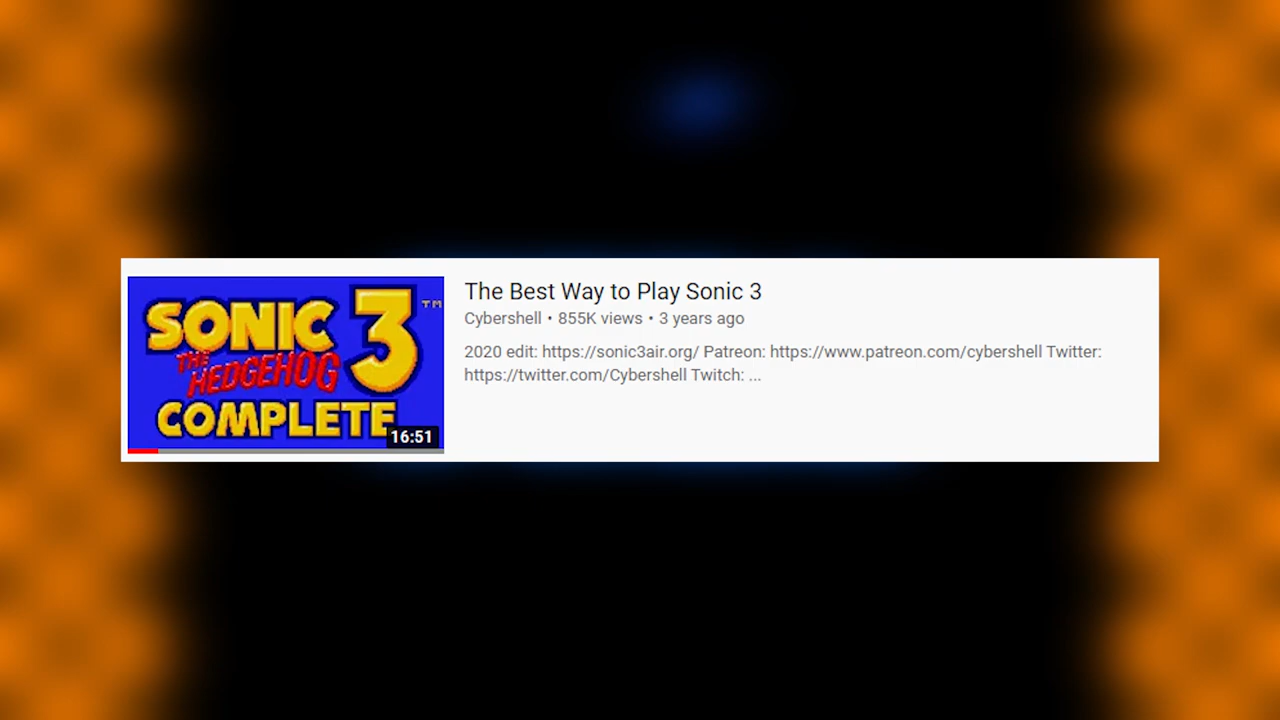 SONIC 3 ™
THE
HEDGEHOG
COMPLETE
16:51
The Best Way to Play Sonic 3
Cybershell • 855K views • 3 years ago
2020 edit: https://sonic3air.org/ Patreon: https://www.patreon.com/cybershell Twitter:
https://twitter.com/Cybershell Twitch: ...